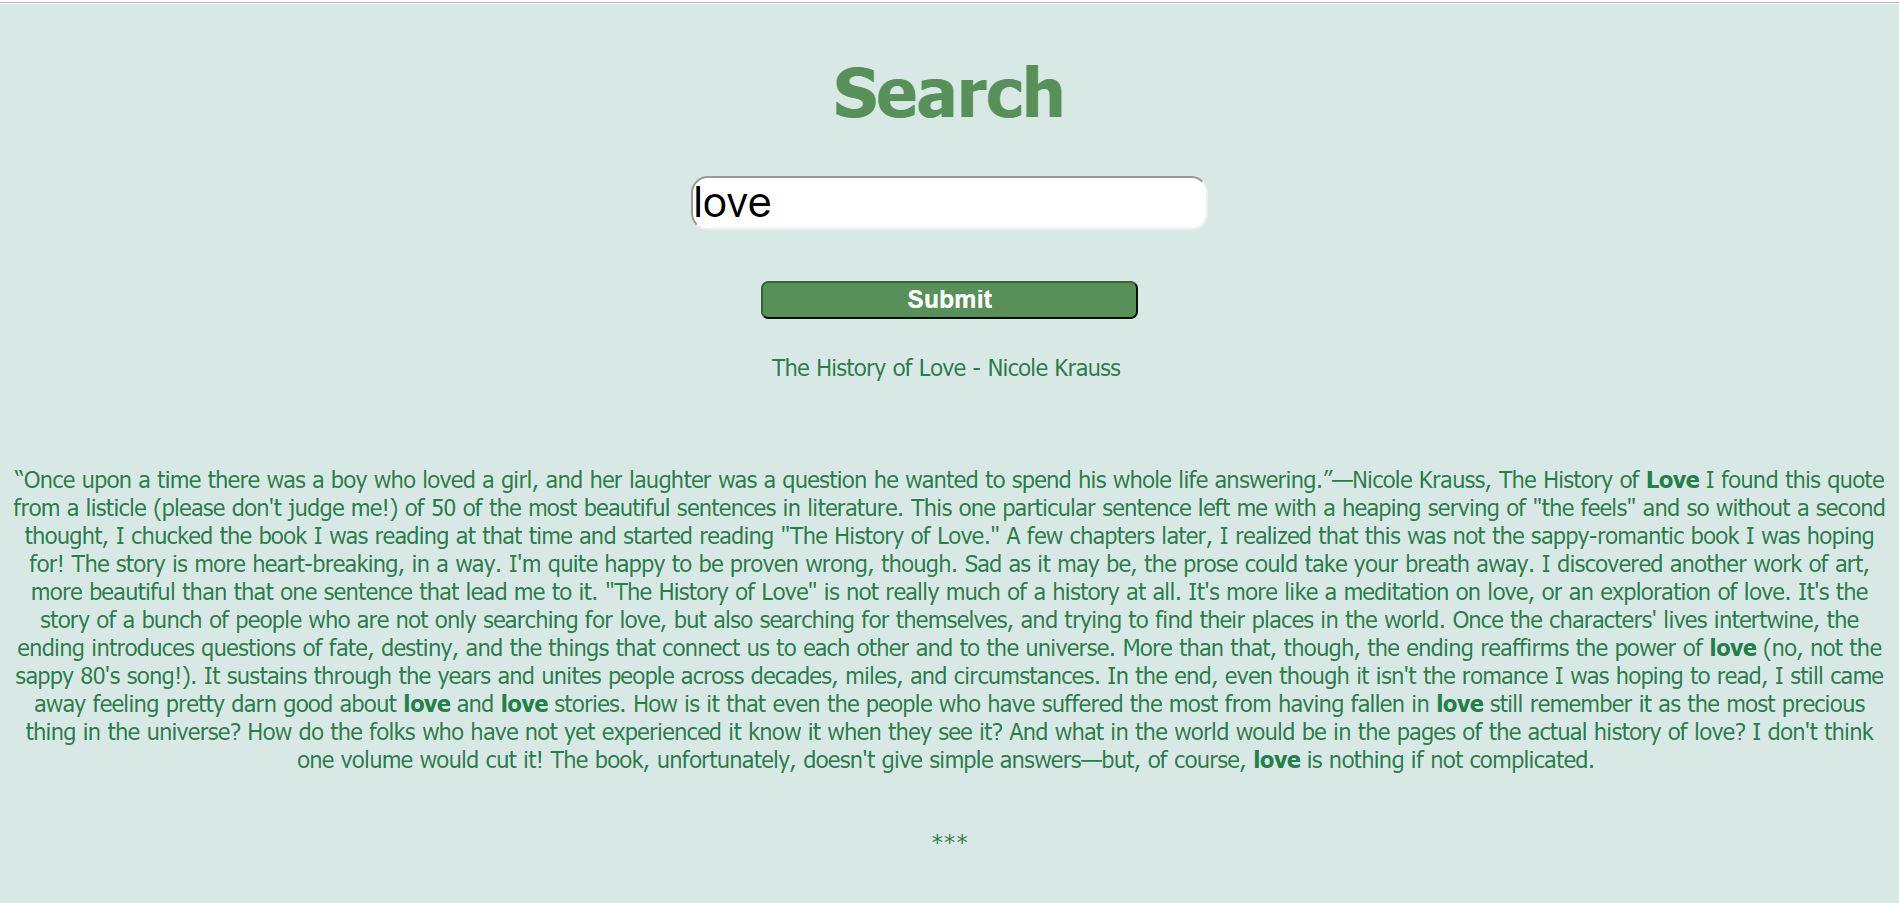 Search
love
Submit
The History of Love - Nicole Krauss
“Once upon a time there was a boy who loved a girl, and her laughter was a question he wanted to spend his whole life answering.”—Nicole Krauss, The History of Love I found this quote
from a listicle (please don't judge me!) of 50 of the most beautiful sentences in literature. This one particular sentence left me with a heaping serving of "the feels" and so without a second
thought, I chucked the book I was reading at that time and started reading "The History of Love." A few chapters later, I realized that this was not the sappy-romantic book I was hoping
for! The story is more heart-breaking, in a way. I'm quite happy to be proven wrong, though. Sad as it may be, the prose could take your breath away. I discovered another work of art,
more beautiful than that one sentence that lead me to it. "The History of Love" is not really much of a history at all. It's more like a meditation on love, or an exploration of love. It's the
story of a bunch of people who are not only searching for love, but also searching for themselves, and trying to find their places in the world. Once the characters' lives intertwine, the
ending introduces questions of fate, destiny, and the things that connect us to each other and to the universe. More than that, though, the ending reaffirms the power of love (no, not the
sappy 80's song!). It sustains through the years and unites people across decades, miles, and circumstances. In the end, even though it isn't the romance I was hoping to read, I still came
away feeling pretty darn good about love and love stories. How is it that even the people who have suffered the most from having fallen in love still remember it as the most precious
thing in the universe? How do the folks who have not yet experienced it know it when they see it? And what in the world would be in the pages of the actual history of love? I don't think
one volume would cut it! The book, unfortunately, doesn't give simple answers—but, of course, love is nothing if not complicated.
***